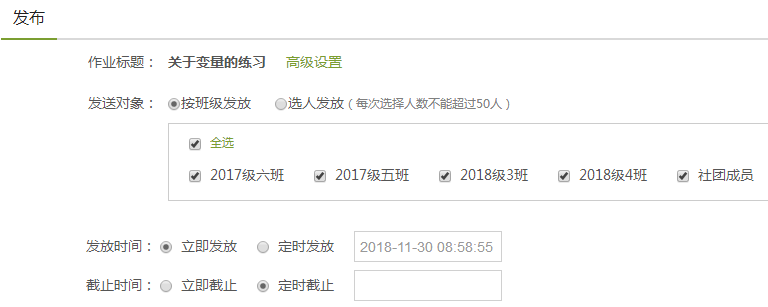 发布
作业标题： 关于变量的练习 高级设置
发送对象： 按班级发放 选人发放（每次选择人数不能超过50人）
全选
2017级六班 2017级五班 2018级3班 2018级4班 社团成员
发放时间： 立即发放 定时发放 2018-11-30 08:58:55
截止时间： 立即截止 定时截止